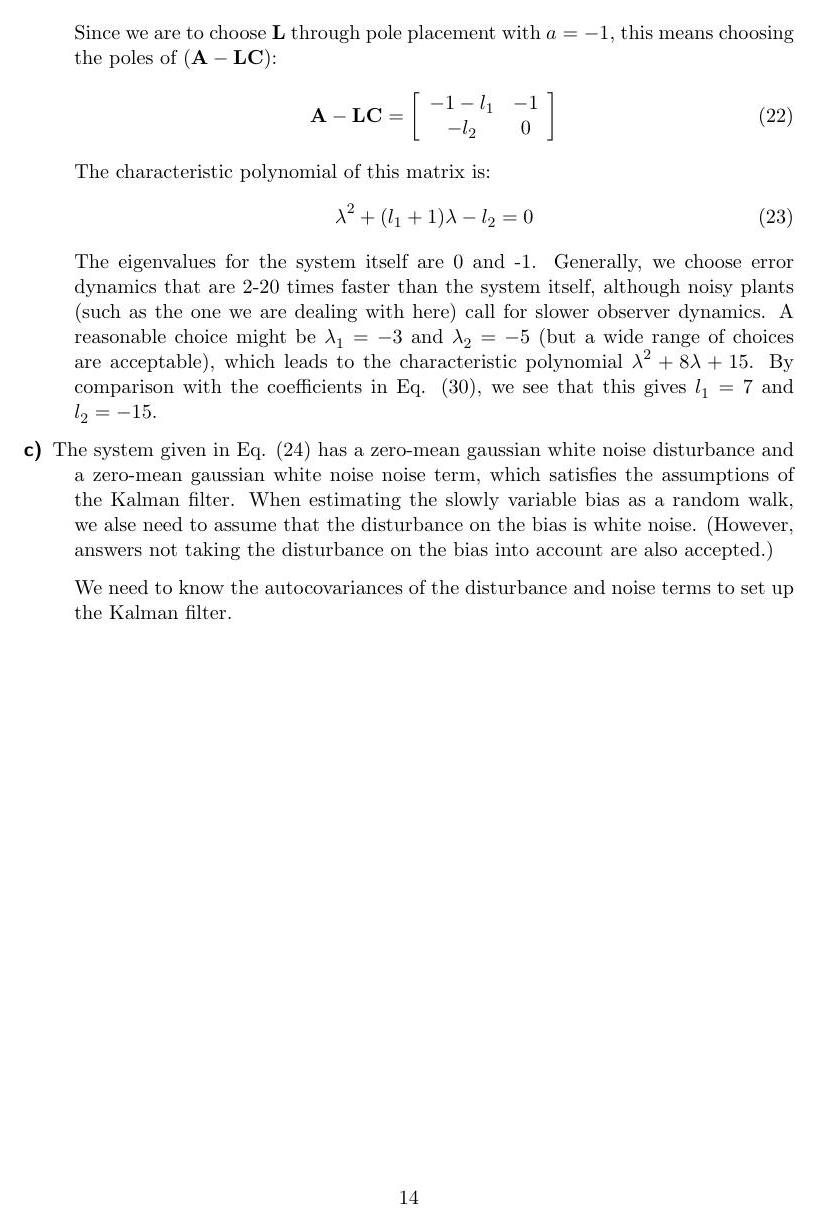 Since we are to choose L through pole placement with a = −1, this means choosing
the poles of (A − LC):
A − LC = [ −1 − l₁ −1 ] (22)
[ −l₂ 0 ]
The characteristic polynomial of this matrix is:
λ² + (l₁ + 1)λ − l₂ = 0 (23)
The eigenvalues for the system itself are 0 and -1. Generally, we choose error
dynamics that are 2-20 times faster than the system itself, although noisy plants
(such as the one we are dealing with here) call for slower observer dynamics. A
reasonable choice might be λ₁ = −3 and λ₂ = −5 (but a wide range of choices
are acceptable), which leads to the characteristic polynomial λ² + 8λ + 15. By
comparison with the coefficients in Eq. (30), we see that this gives l₁ = 7 and
l₂ = −15.
c) The system given in Eq. (24) has a zero-mean gaussian white noise disturbance and
a zero-mean gaussian white noise noise term, which satisfies the assumptions of
the Kalman filter. When estimating the slowly variable bias as a random walk,
we alse need to assume that the disturbance on the bias is white noise. (However,
answers not taking the disturbance on the bias into account are also accepted.)
We need to know the autocovariances of the disturbance and noise terms to set up
the Kalman filter.
14